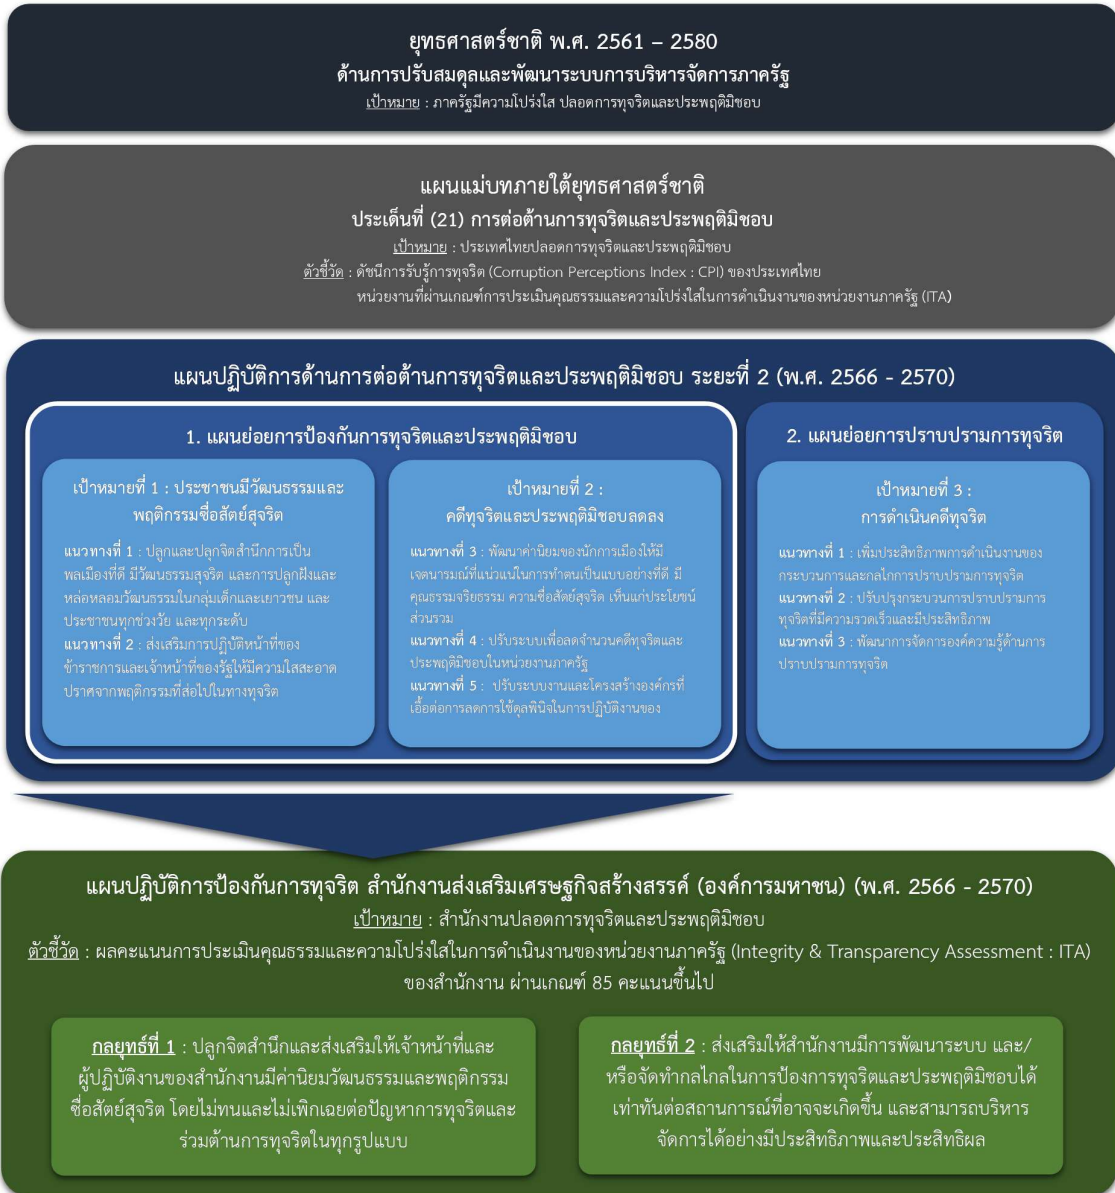 ยุทธศาสตร์ชาติ พ.ศ. 2561 – 2580
ด้านการปรับสมดุลและพัฒนาระบบการบริหารจัดการภาครัฐ
เป้าหมาย : ภาครัฐมีความโปร่งใส ปลอดการทุจริตและประพฤติมิชอบ
แผนแม่บทภายใต้ยุทธศาสตร์ชาติ
ประเด็นที่ (21) การต่อต้านการทุจริตและประพฤติมิชอบ
เป้าหมาย : ประเทศไทยปลอดการทุจริตและประพฤติมิชอบ
ตัวชี้วัด : ดัชนีการรับรู้การทุจริต (Corruption Perceptions Index : CPI) ของประเทศไทย
หน่วยงานที่ผ่านเกณฑ์การประเมินคุณธรรมและความโปร่งใสในการดำเนินงานของหน่วยงานภาครัฐ (ITA)
แผนปฏิบัติการด้านการต่อต้านการทุจริตและประพฤติมิชอบ ระยะที่ 2 (พ.ศ. 2566 - 2570)
1. แผนย่อยการป้องกันการทุจริตและประพฤติมิชอบ
เป้าหมายที่ 1 : ประชาชนมีวัฒนธรรมและ
พฤติกรรมซื่อสัตย์สุจริต
แนวทางที่ 1 : ปลูกและปลุกจิตสำนึกการเป็น
พลเมืองที่ดี มีวัฒนธรรมสุจริต และการปลูกฝังและ
หล่อหลอมวัฒนธรรมในกลุ่มเด็กและเยาวชน และ
ประชาชนทุกช่วงวัย และทุกระดับ
แนวทางที่ 2 : ส่งเสริมการปฏิบัติหน้าที่ของ
ข้าราชการและเจ้าหน้าที่ของรัฐให้มีความใสสะอาด
ปราศจากพฤติกรรมที่ส่อไปในทางทุจริต
เป้าหมายที่ 2 :
คดีทุจริตและประพฤติมิชอบลดลง
แนวทางที่ 3 : พัฒนาค่านิยมของนักการเมืองให้มี
เจตนารมณ์ที่แน่วแน่ในการทำตนเป็นแบบอย่างที่ดี มี
คุณธรรมจริยธรรม ความซื่อสัตย์สุจริต เห็นแก่ประโยชน์
ส่วนรวม
แนวทางที่ 4 : ปรับระบบเพื่อลดจำนวนคดีทุจริตและ
ประพฤติมิชอบในหน่วยงานภาครัฐ
แนวทางที่ 5 : ปรับระบบงานและโครงสร้างองค์กรที่
เอื้อต่อการลดการใช้ดุลพินิจในการปฏิบัติงานของ
2. แผนย่อยการปราบปรามการทุจริต
เป้าหมายที่ 3 :
การดำเนินคดีทุจริต
แนวทางที่ 1 : เพิ่มประสิทธิภาพการดำเนินงานของ
กระบวนการและกลไกการปราบปรามการทุจริต
แนวทางที่ 2 : ปรับปรุงกระบวนการปราบปรามการ
ทุจริตที่มีความรวดเร็วและมีประสิทธิภาพ
แนวทางที่ 3 : พัฒนาการจัดการองค์ความรู้ด้านการ
ปราบปรามการทุจริต
แผนปฏิบัติการป้องกันการทุจริต สำนักงานส่งเสริมเศรษฐกิจสร้างสรรค์ (องค์การมหาชน) (พ.ศ. 2566 - 2570)
เป้าหมาย : สำนักงานปลอดการทุจริตและประพฤติมิชอบ
ตัวชี้วัด : ผลคะแนนการประเมินคุณธรรมและความโปร่งใสในการดำเนินงานของหน่วยงานภาครัฐ (Integrity & Transparency Assessment : ITA)
ของสำนักงาน ผ่านเกณฑ์ 85 คะแนนขึ้นไป
กลยุทธ์ที่ 1 : ปลูกจิตสำนึกและส่งเสริมให้เจ้าหน้าที่และ
ผู้ปฏิบัติงานของสำนักงานมีค่านิยมวัฒนธรรมและพฤติกรรม
ซื่อสัตย์สุจริต โดยไม่ทนและไม่เพิกเฉยต่อปัญหาการทุจริตและ
ร่วมต้านการทุจริตในทุกรูปแบบ
กลยุทธ์ที่ 2 : ส่งเสริมให้สำนักงานมีการพัฒนาระบบ และ/
หรือจัดทำกลไกลในการป้องการทุจริตและประพฤติมิชอบได้
เท่าทันต่อสถานการณ์ที่อาจจะเกิดขึ้น และสามารถบริหาร
จัดการได้อย่างมีประสิทธิภาพและประสิทธิผล